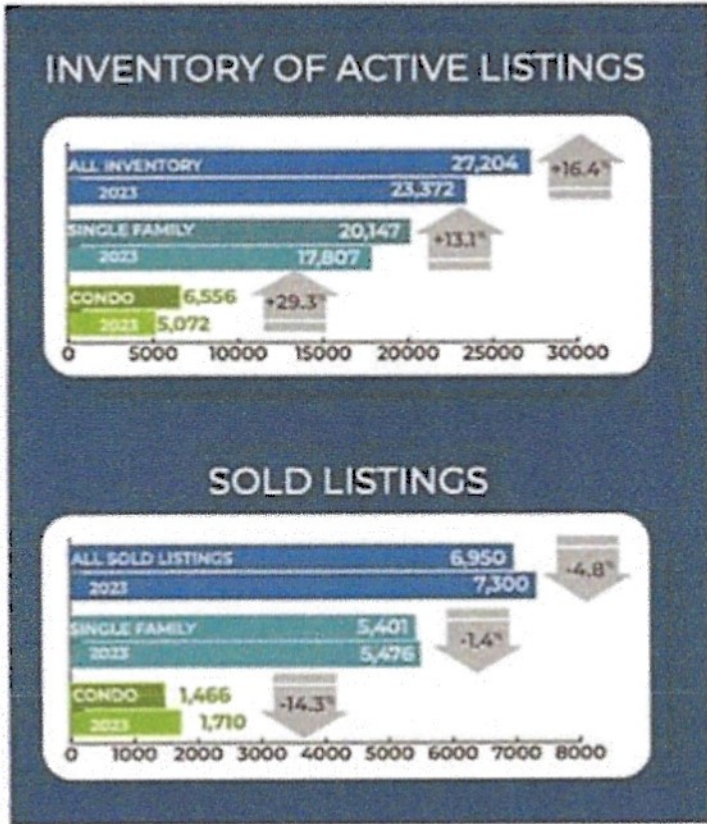 INVENTORY OF ACTIVE LISTINGS
ALL INVENTORY 27,204 +16.4%
2023 23,372
SINGLE FAMILY 20,147 +13.1%
2023 17,807
CONDO 6,556 +29.3%
2023 5,072
0 5000 10000 15000 20000 25000 30000
SOLD LISTINGS
ALL SOLD LISTINGS 6,950 -4.8%
2023 7,300
SINGLE FAMILY 5,401 -1.4%
2023 5,476
CONDO 1,466 -14.3%
2023 1,710
0 1000 2000 3000 4000 5000 6000 7000 8000